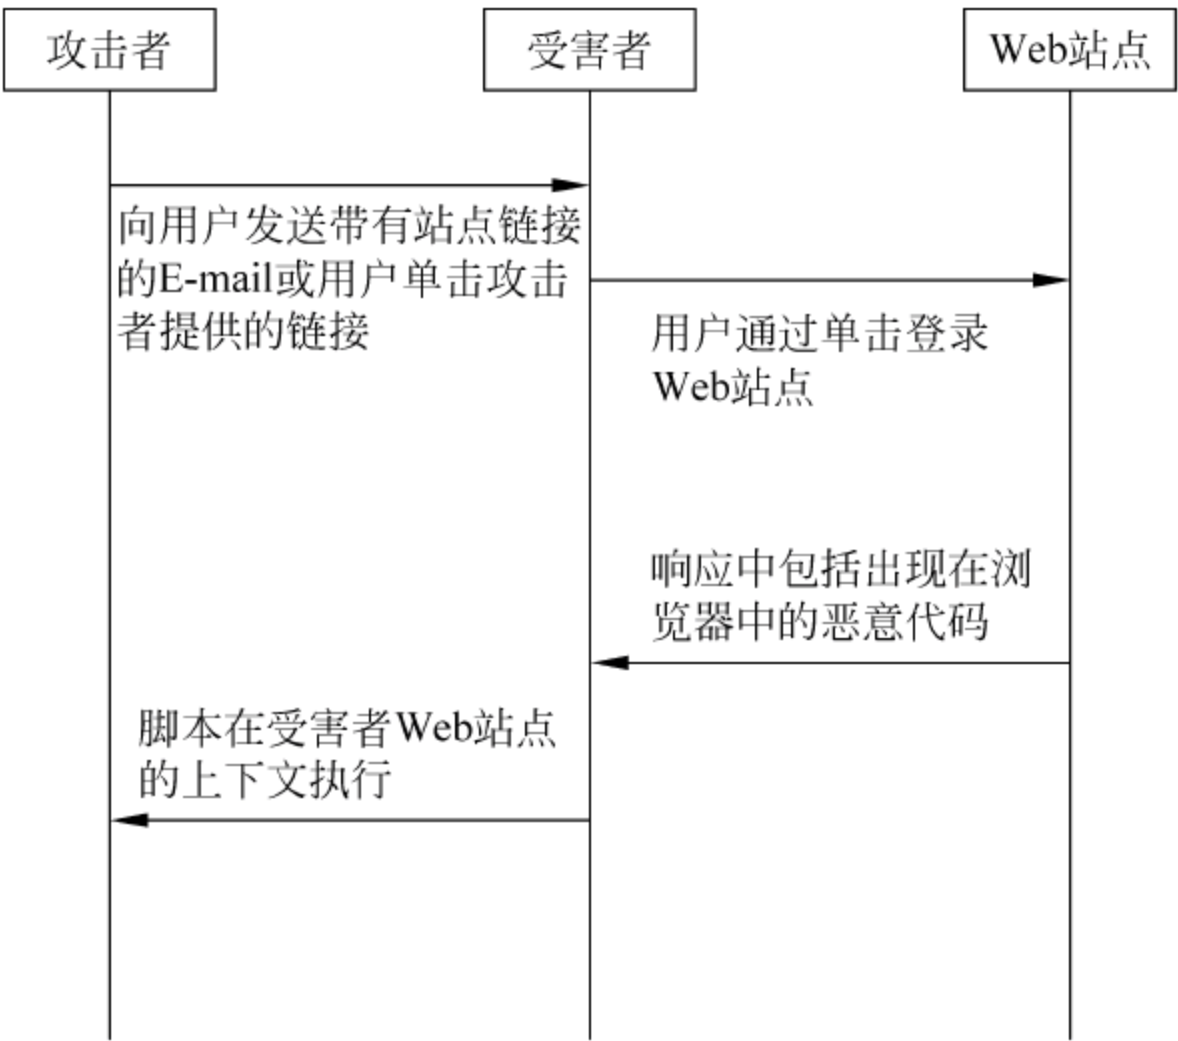 攻击者
受害者
Web站点
向用户发送带有站点链接
的E-mail或用户单击攻击
者提供的链接
用户通过单击登录
Web站点
响应中包括出现在浏
览器中的恶意代码
脚本在受害者Web站点
的上下文执行